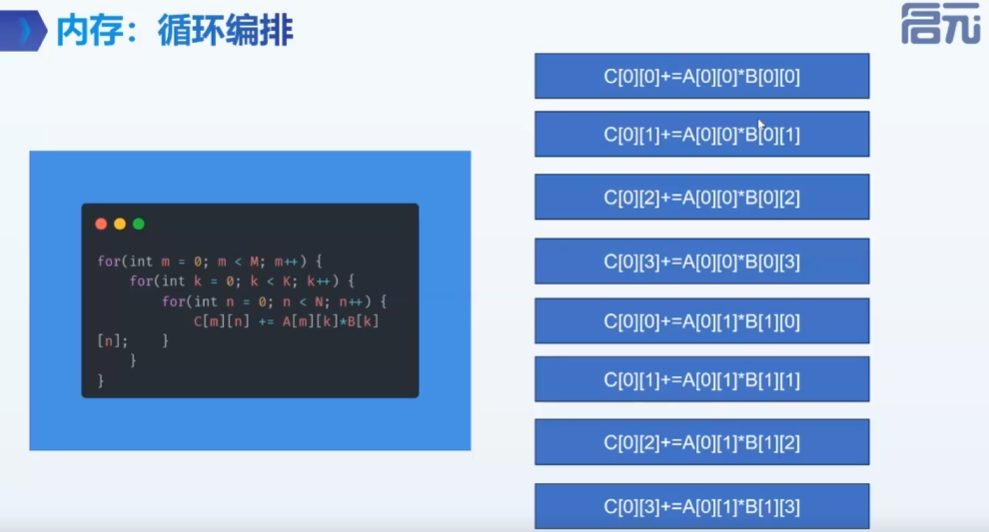 内存：循环编排
启元
for(int m = 0; m < M; m++) {
for(int k = 0; k < K; k++) {
for(int n = 0; n < N; n++) {
C[m][n] += A[m][k]*B[k]
[n]; }
}
}
C[0][0]+=A[0][0]*B[0][0]
C[0][1]+=A[0][0]*B[0][1]
C[0][2]+=A[0][0]*B[0][2]
C[0][3]+=A[0][0]*B[0][3]
C[0][0]+=A[0][1]*B[1][0]
C[0][1]+=A[0][1]*B[1][1]
C[0][2]+=A[0][1]*B[1][2]
C[0][3]+=A[0][1]*B[1][3]